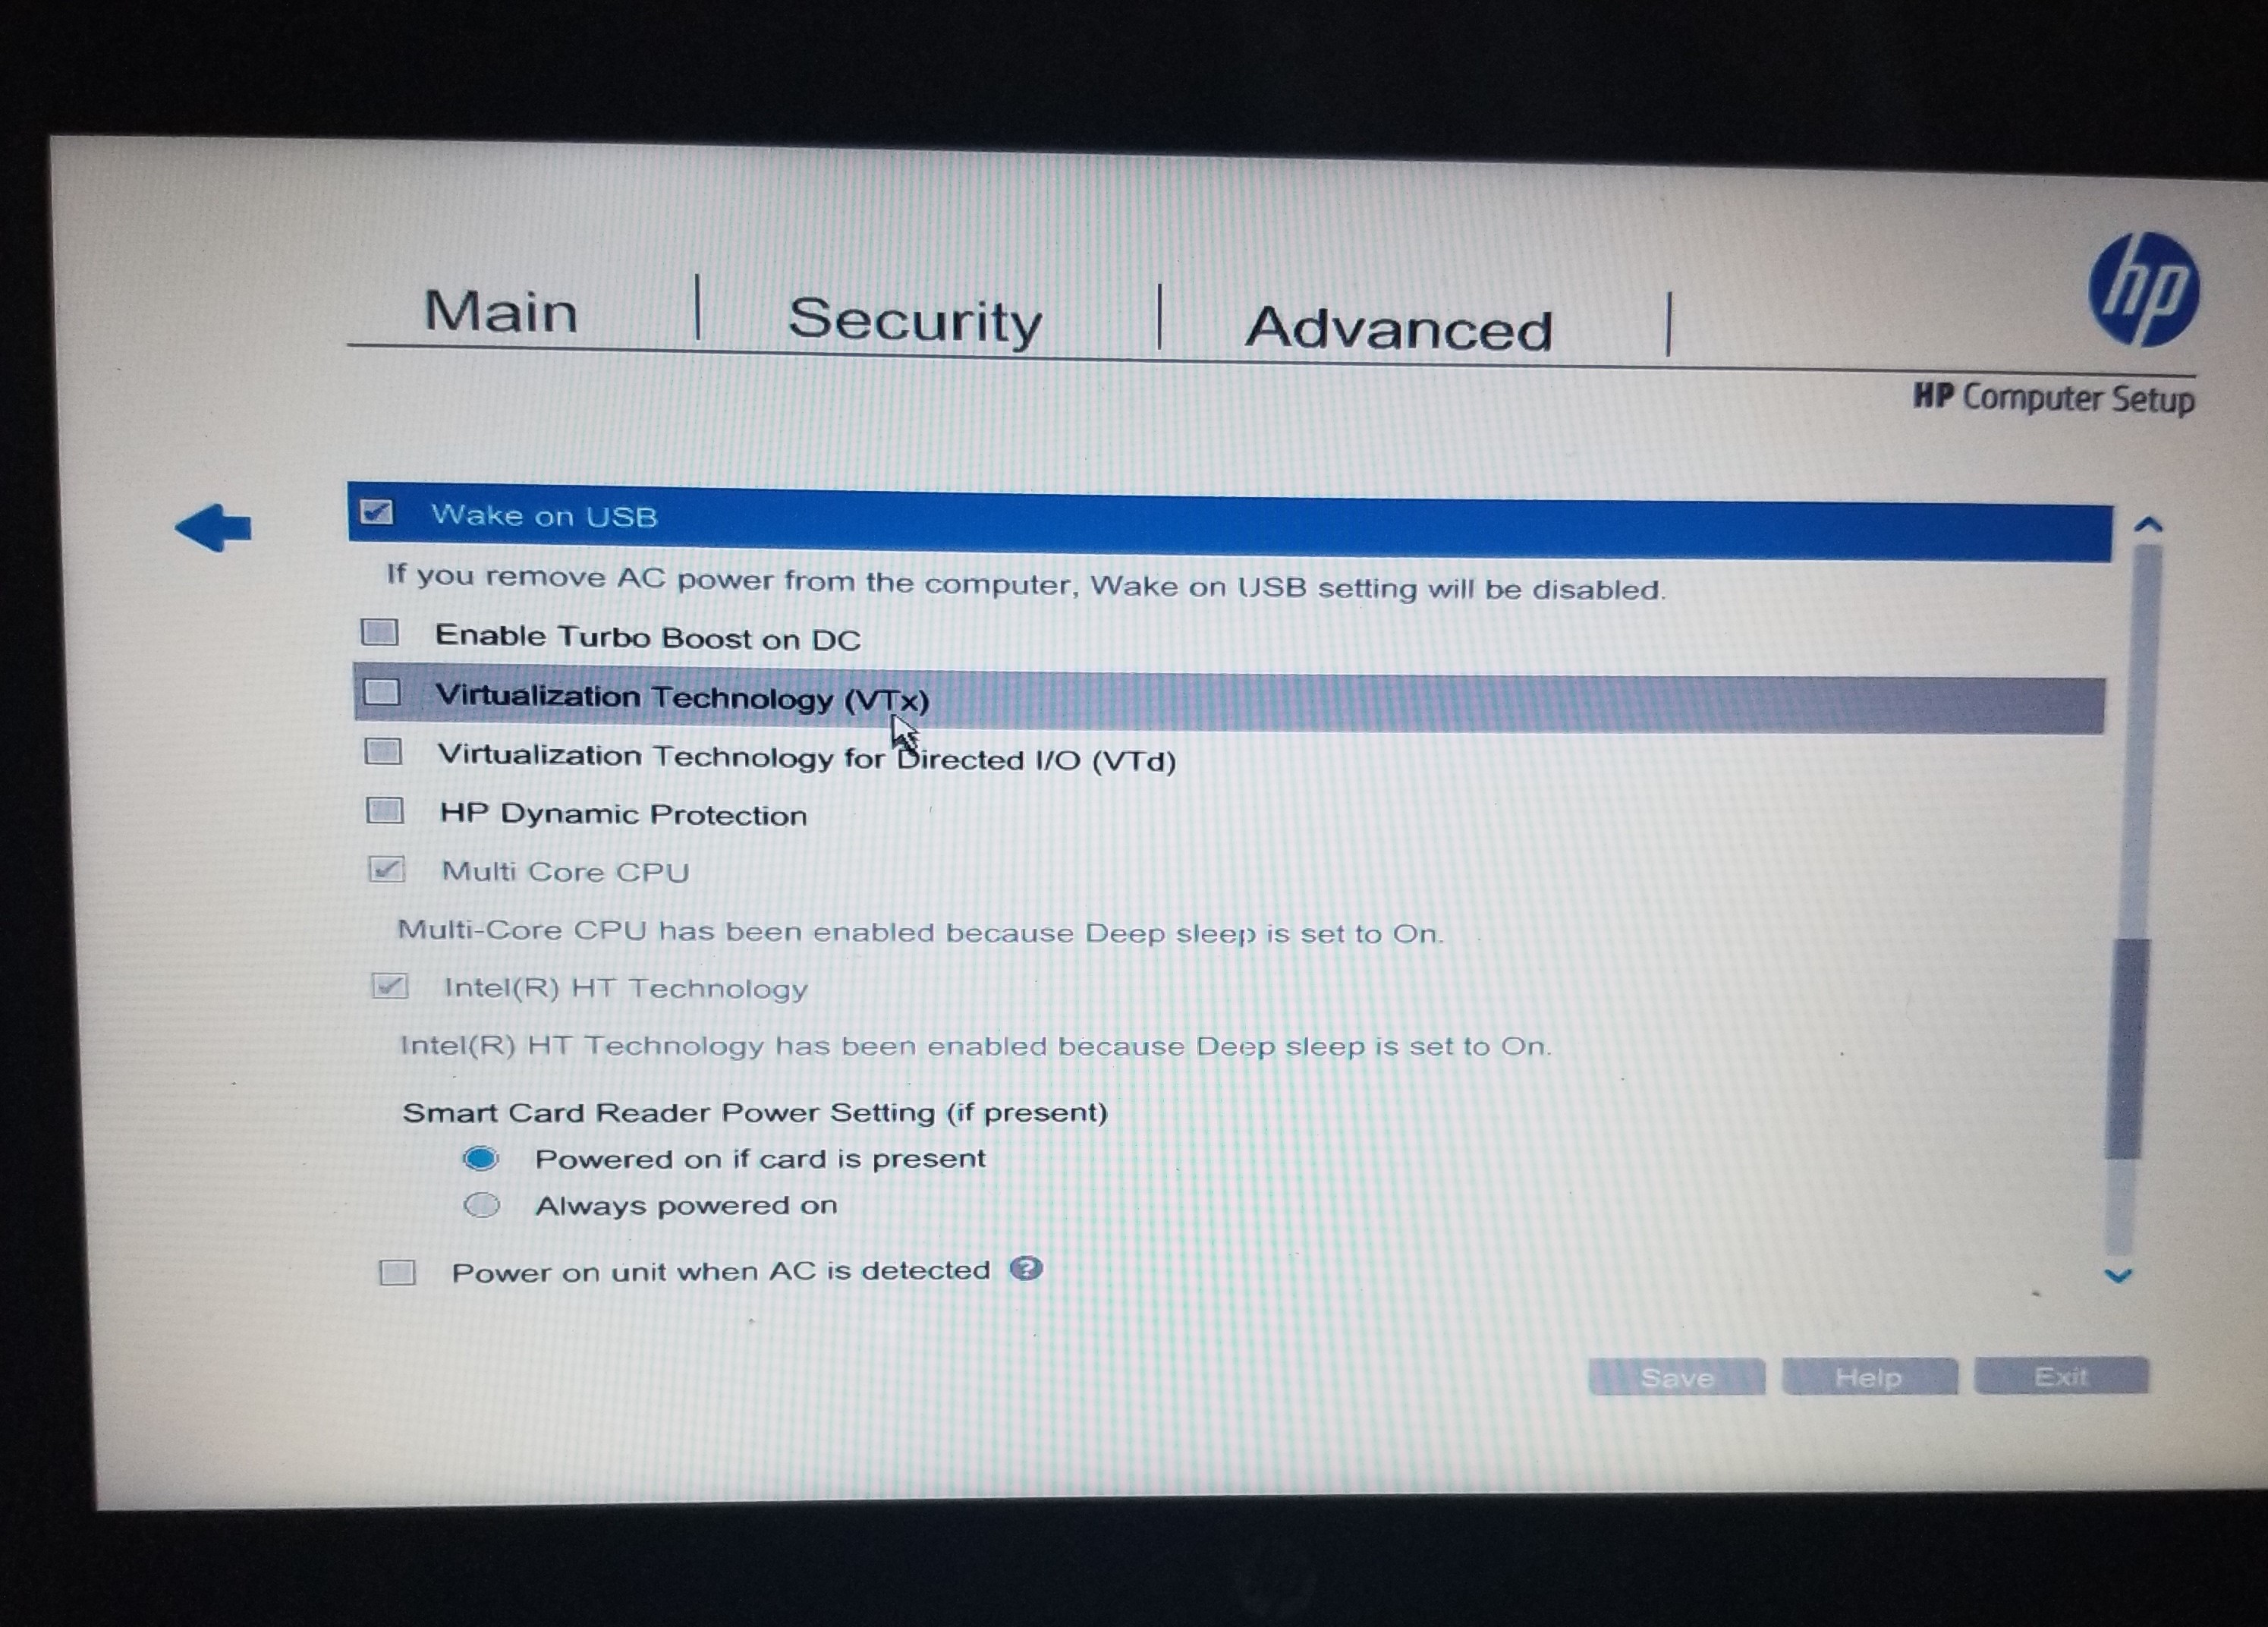 Main
Security
Advanced
hp
HP Computer Setup
Wake on USB
If you remove AC power from the computer, Wake on USB setting will be disabled.
Enable Turbo Boost on DC
Virtualization Technology (VTx)
Virtualization Technology for Directed I/O (VTd)
HP Dynamic Protection
Multi Core CPU
Multi-Core CPU has been enabled because Deep sleep is set to On.
Intel(R) HT Technology
Intel(R) HT Technology has been enabled because Deep sleep is set to On.
Smart Card Reader Power Setting (if present)
Powered on if card is present
Always powered on
Power on unit when AC is detected ?
Save
Help
Exit